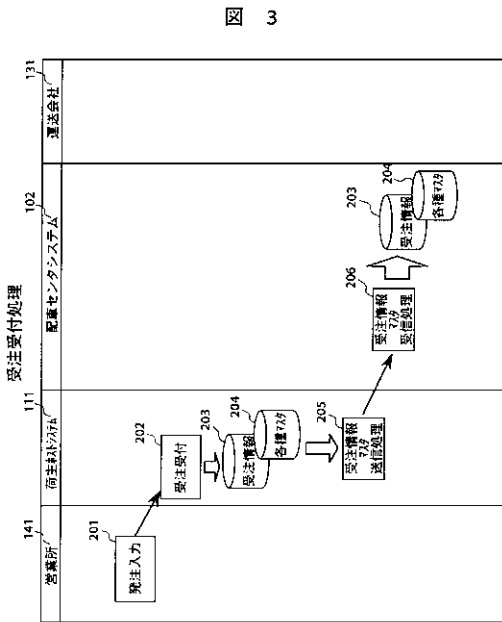 図 3
受注受付処理
営業所
141
荷主ホストシステム
111
配車センタシステム
102
運送会社
131
発注入力
201
受注受付
202
受注情報
203
各種マスタ
204
受注情報
マスタ
送信処理
205
受注情報
マスタ
受信処理
206
受注情報
203
各種マスタ
204